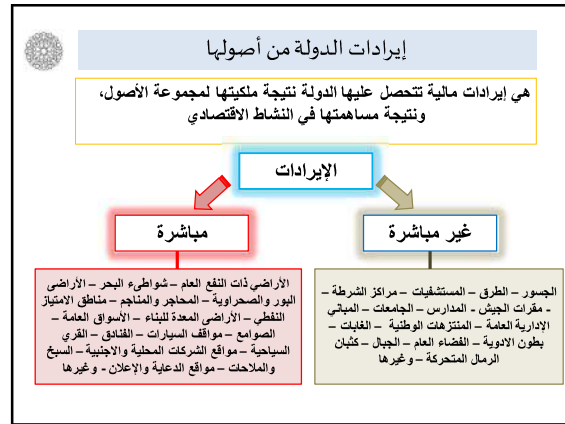 إيرادات الدولة من أصولها
هي إيرادات مالية تتحصل عليها الدولة نتيجة ملكيتها لمجموعة الأصول،
ونتيجة مساهمتها في النشاط الاقتصادي
الإيرادات
غير مباشرة
مباشرة
الجسور – الطرق – المستشفيات – مراكز الشرطة –
- مقرات الجيش - المدارس – الجامعات – المباني
الإدارية العامة – المنتزهات الوطنية – الغابات –
بطون الاودية – الفضاء العام – الجبال – كثبان
الرمال المتحركة – وغيرها
الأراضي ذات النفع العام – شواطىء البحر – الأراضى
البور والصحراوية – المحاجر والمناجم – مناطق الامتياز
النفطي – الأراضى المعدة للبناء – الأسواق العامة –
الصوامع – مواقف السيارات – الفنادق – القري
السياحية – مواقع الشركات المحلية والاجنبية – السبخ
والملاحات – مواقع الدعاية والإعلان - وغيرها